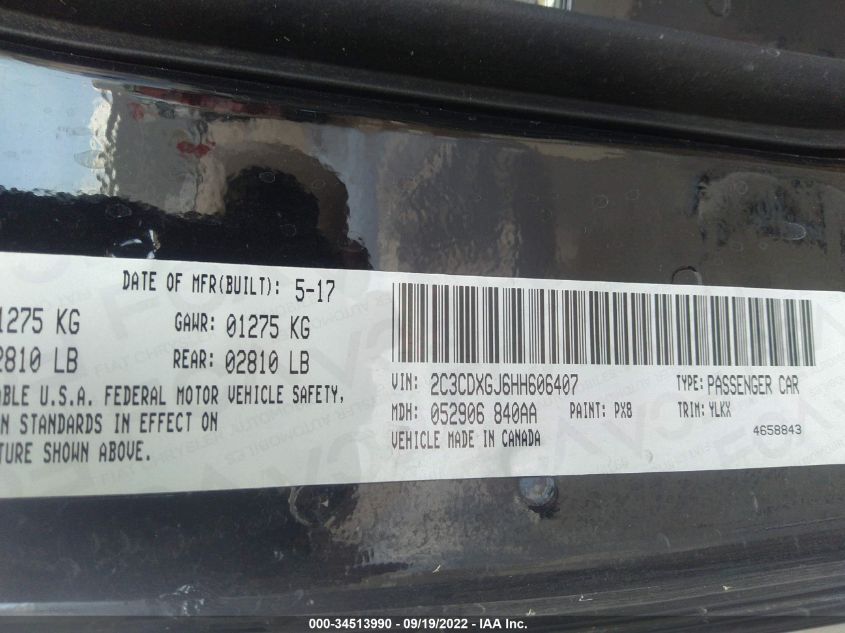 DATE OF MFR(BUILT): 5-17
1275 KG GAWR: 01275 KG
2810 LB REAR: 02810 LB
ABLE U.S.A. FEDERAL MOTOR VEHICLE SAFETY,
N STANDARDS IN EFFECT ON
TURE SHOWN ABOVE.
VIN: 2C3CDXGJ6HH606407 TYPE: PASSENGER CAR
MDH: 052906 840AA PAINT: PX8 TRIM: YLKX
VEHICLE MADE IN CANADA 4658843
000-34513990 - 09/19/2022 - IAA Inc.